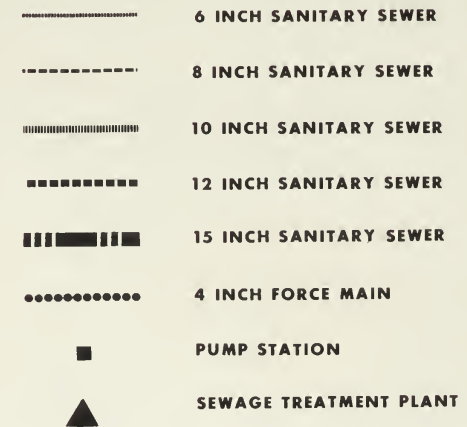 6 INCH SANITARY SEWER
8 INCH SANITARY SEWER
10 INCH SANITARY SEWER
12 INCH SANITARY SEWER
15 INCH SANITARY SEWER
4 INCH FORCE MAIN
PUMP STATION
SEWAGE TREATMENT PLANT